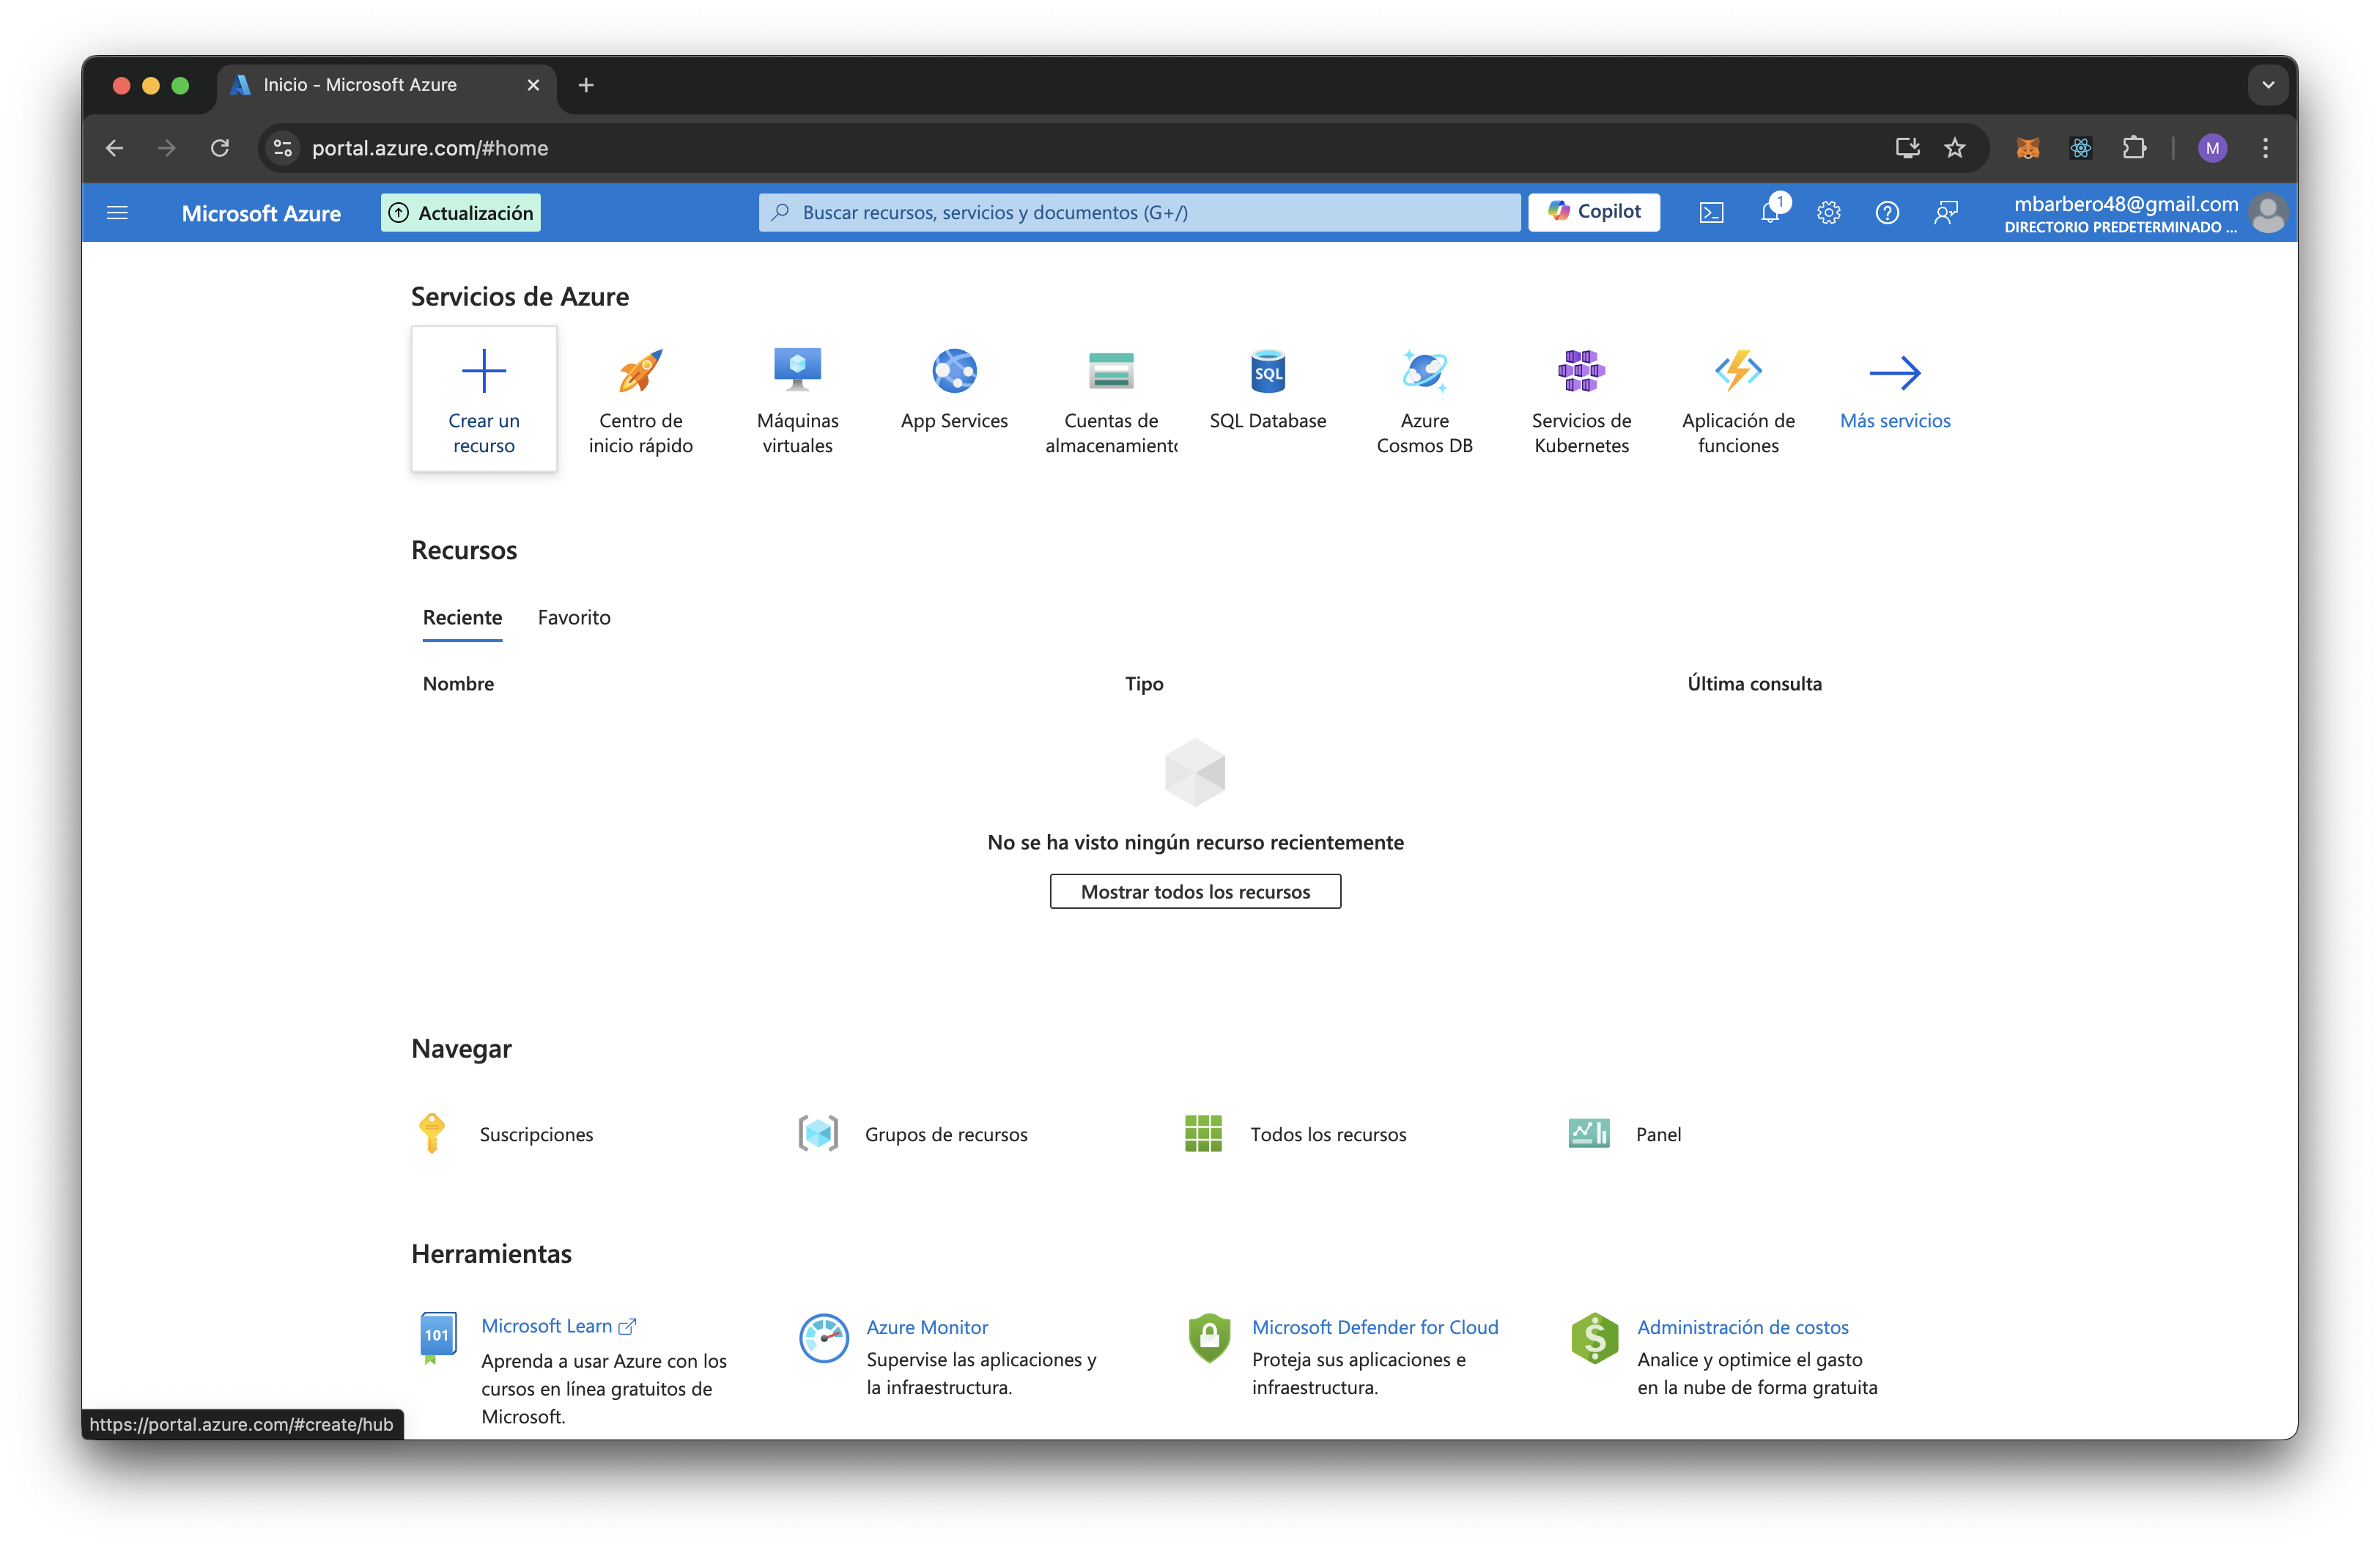 Inicio - Microsoft Azure
portal.azure.com/#home
M
Microsoft Azure
Actualización
Buscar recursos, servicios y documentos (G+/)
Copilot
1
mbarbero48@gmail.com
DIRECTORIO PREDETERMINADO ...
Servicios de Azure
Crear un
recurso
Centro de
inicio rápido
Máquinas
virtuales
App Services
Cuentas de
almacenamiento
SQL
SQL Database
Azure
Cosmos DB
Servicios de
Kubernetes
Aplicación de
funciones
Más servicios
Recursos
Reciente
Favorito
Nombre
Tipo
Última consulta
No se ha visto ningún recurso recientemente
Mostrar todos los recursos
Navegar
Suscripciones
Grupos de recursos
Todos los recursos
Panel
Herramientas
101
Microsoft Learn
Aprenda a usar Azure con los
cursos en línea gratuitos de
Microsoft.
Azure Monitor
Supervise las aplicaciones y
la infraestructura.
Microsoft Defender for Cloud
Proteja sus aplicaciones e
infraestructura.
$
Administración de costos
Analice y optimice el gasto
en la nube de forma gratuita
https://portal.azure.com/#create/hub